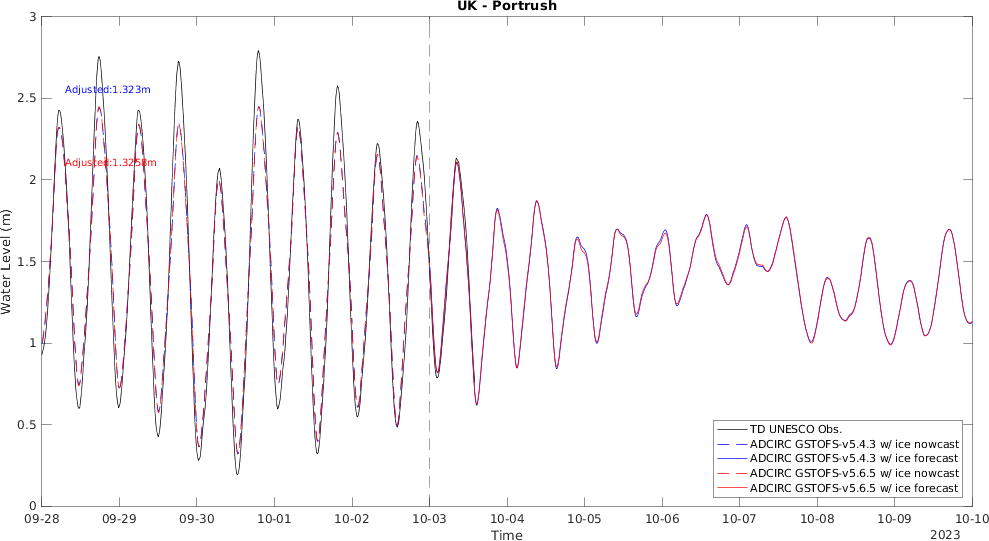 UK - Portrush
3
2.5
2
1.5
1
0.5
0
Water Level (m)
Adjusted:1.323m
Adjusted:1.3258m
TD UNESCO Obs.
ADCIRC GSTOFS-v5.4.3 w/ ice nowcast
ADCIRC GSTOFS-v5.4.3 w/ ice forecast
ADCIRC GSTOFS-v5.6.5 w/ ice nowcast
ADCIRC GSTOFS-v5.6.5 w/ ice forecast
09-28 09-29 09-30 10-01 10-02 10-03 10-04 10-05 10-06 10-07 10-08 10-09 10-10
Time
2023